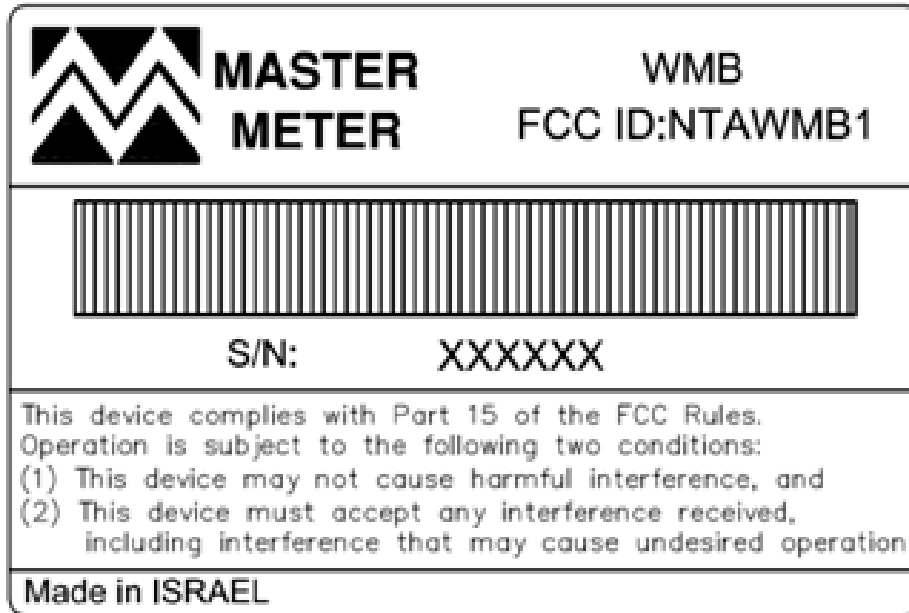 MASTER
METER
WMB
FCC ID:NTAWMB1
S/N: XXXXXX
This device complies with Part 15 of the FCC Rules.
Operation is subject to the following two conditions:
(1) This device may not cause harmful interference, and
(2) This device must accept any interference received,
including interference that may cause undesired operation
Made in ISRAEL